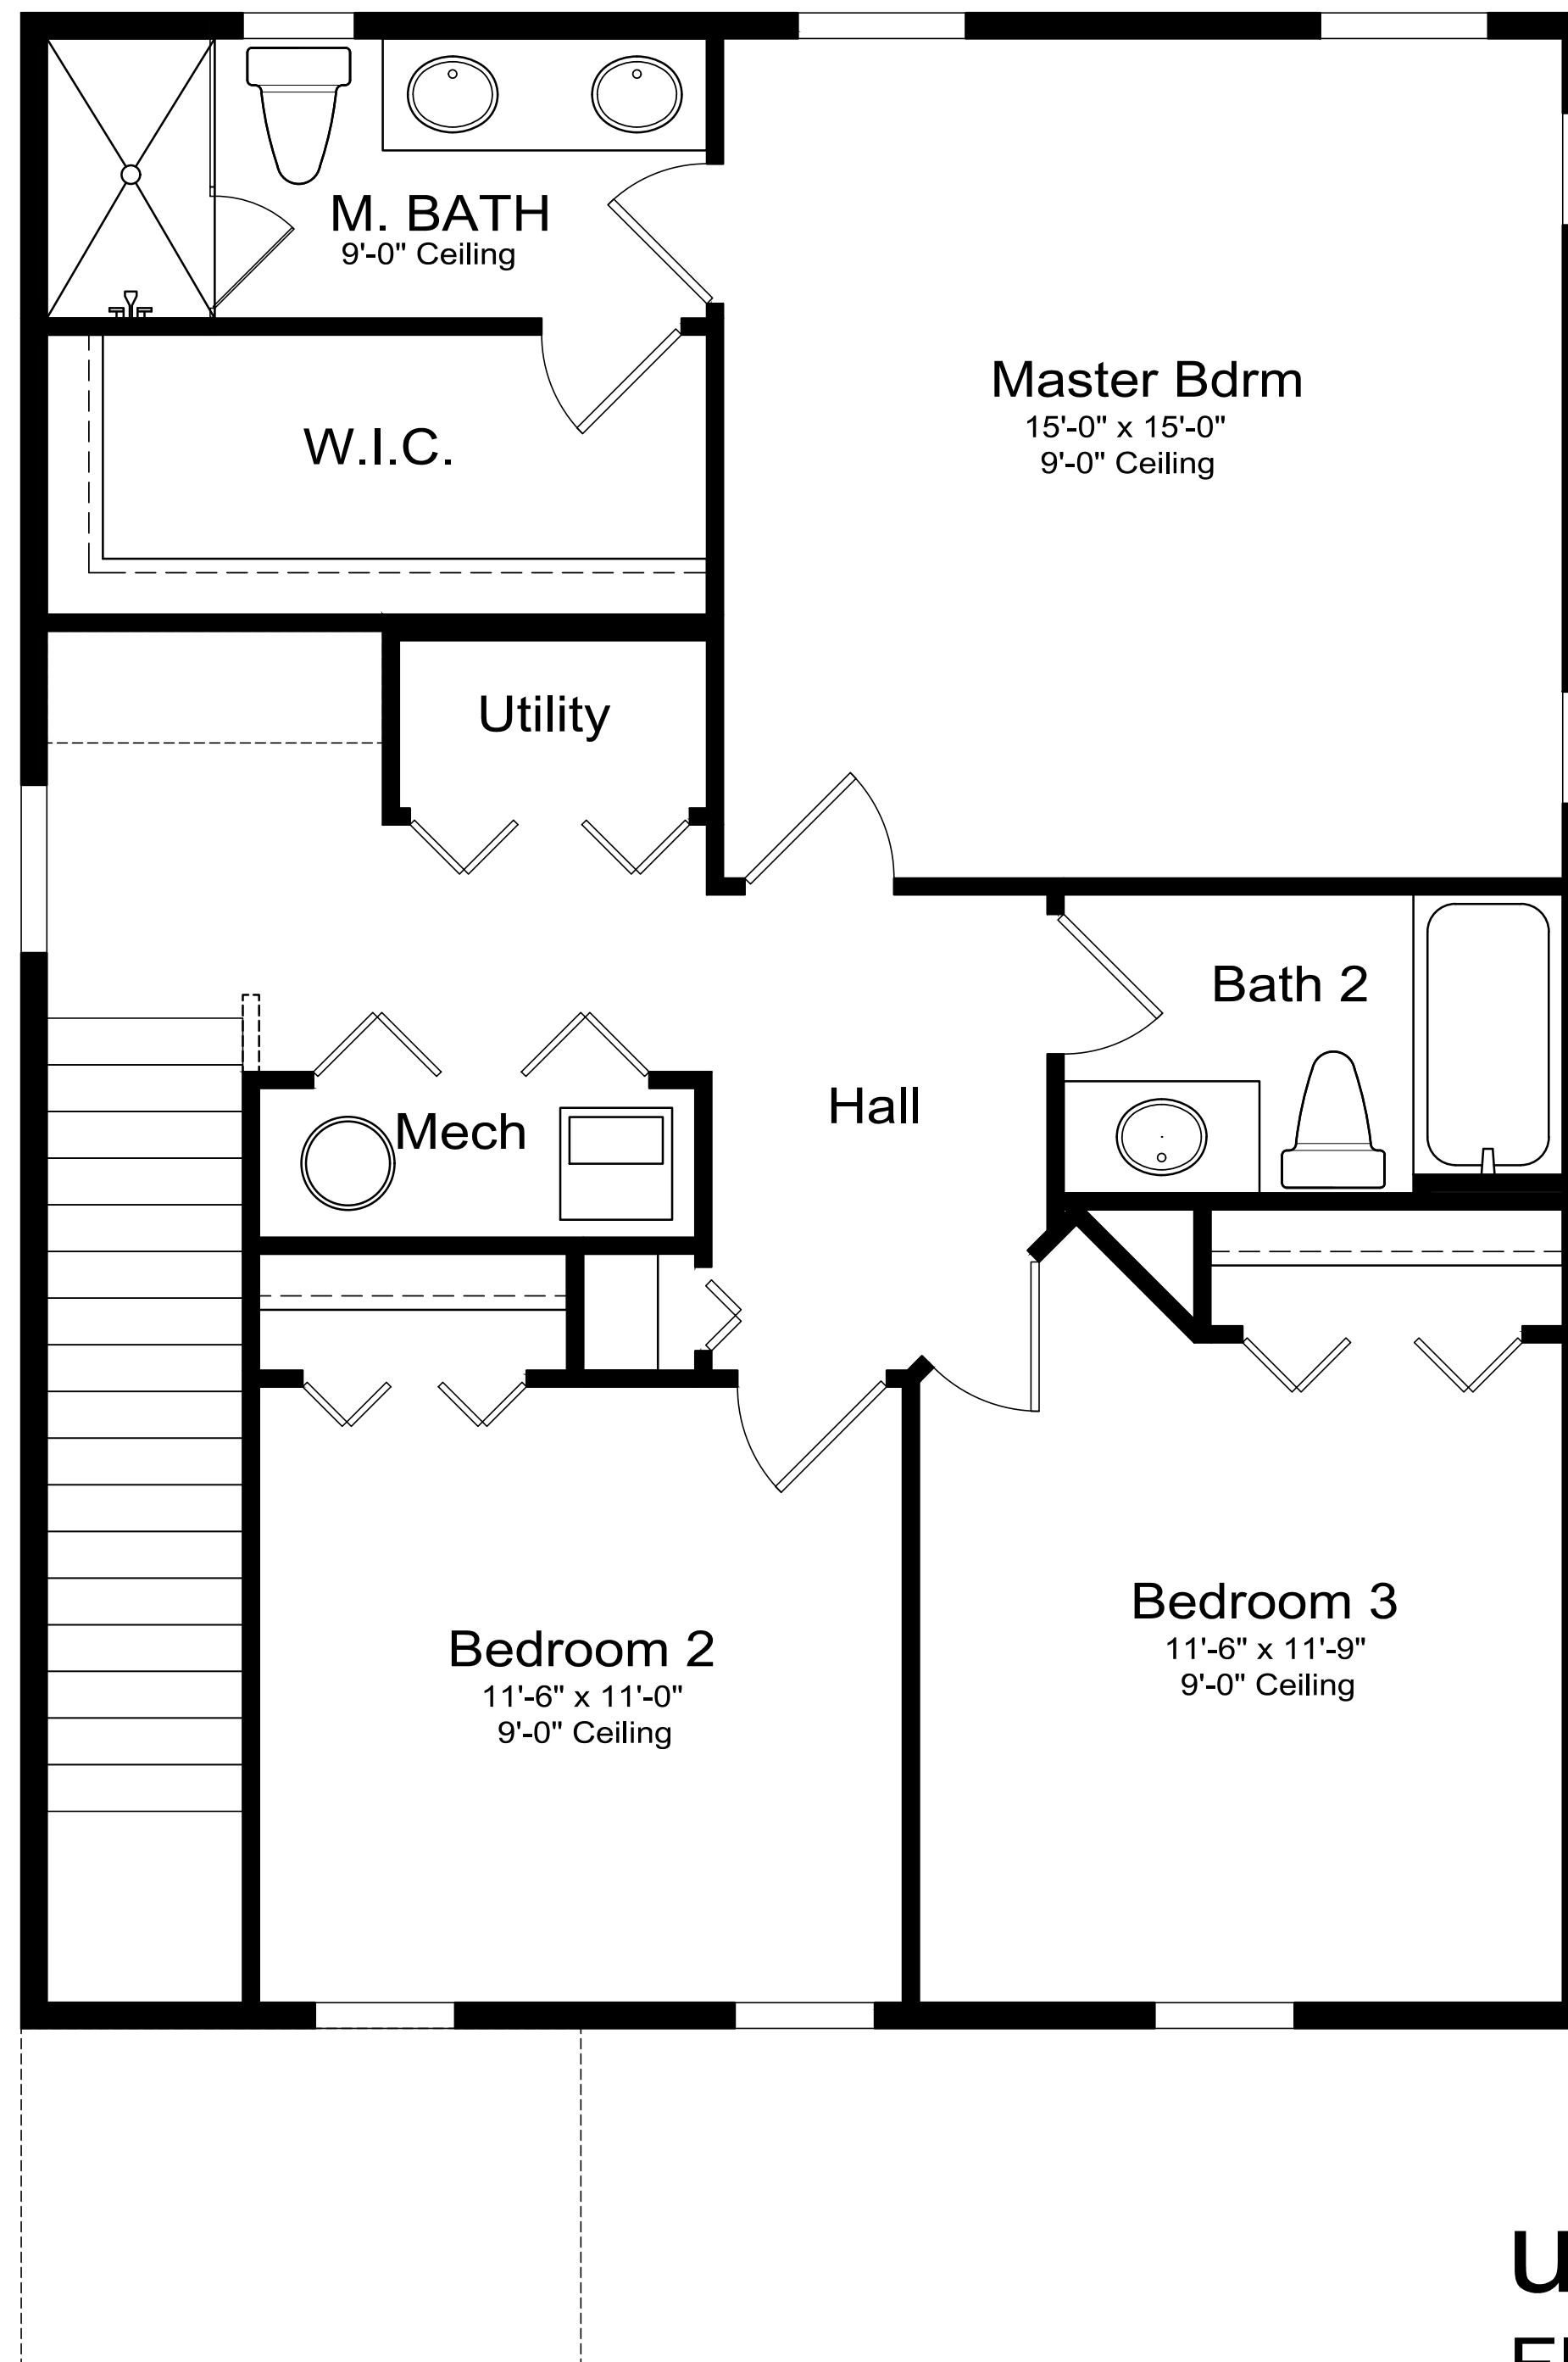 M. BATH
9'-0" Ceiling
Master Bdrm
15'-0" x 15'-0"
9'-0" Ceiling
W.I.C.
Utility
Bath 2
Hall
Mech
Bedroom 3
11'-6" x 11'-9"
9'-0" Ceiling
Bedroom 2
11'-6" x 11'-0"
9'-0" Ceiling